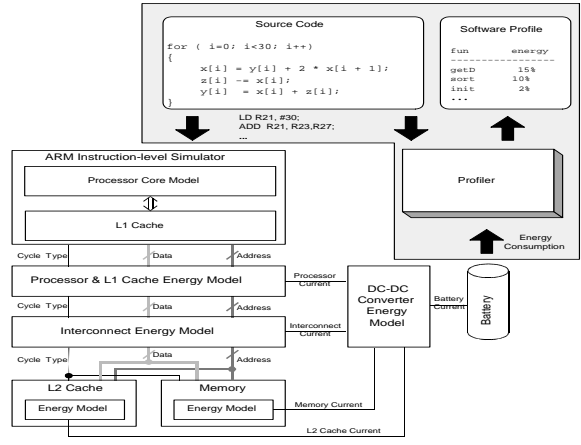 Source Code
for ( i=0; i<30; i++)
{
x[i] = y[i] + 2 * x[i + 1];
z[i] -= x[i];
y[i] = x[i] + z[i];
}
Software Profile
fun energy
--------------------
getD 15%
sort 10%
init 2%
...
LD R21, #30;
ADD R21, R23,R27;
...
ARM Instruction-level Simulator
Processor Core Model
L1 Cache
Profiler
Energy
Consumption
Cycle Type Data Address
Processor & L1 Cache Energy Model
Processor
Current
DC-DC
Converter
Energy
Model
Battery
Current
Battery
Cycle Type Data Address
Interconnect Energy Model
Interconnect
Current
Cycle Type Data Address
L2 Cache
Energy Model
Memory
Energy Model
Memory Current
L2 Cache Current